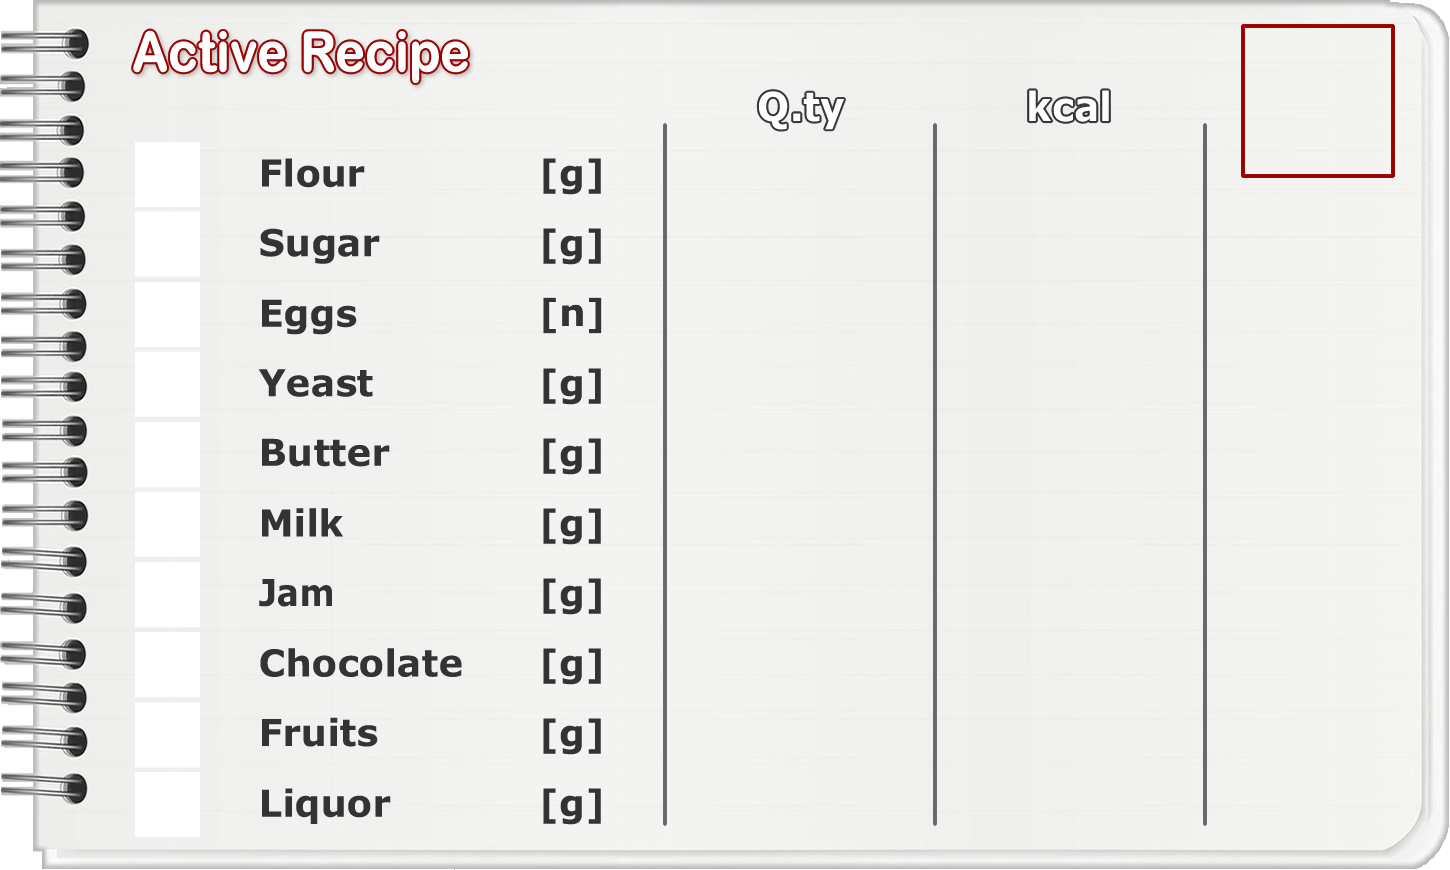 Active Recipe
Q.ty kcal
Flour [g]
Sugar [g]
Eggs [n]
Yeast [g]
Butter [g]
Milk [g]
Jam [g]
Chocolate [g]
Fruits [g]
Liquor [g]